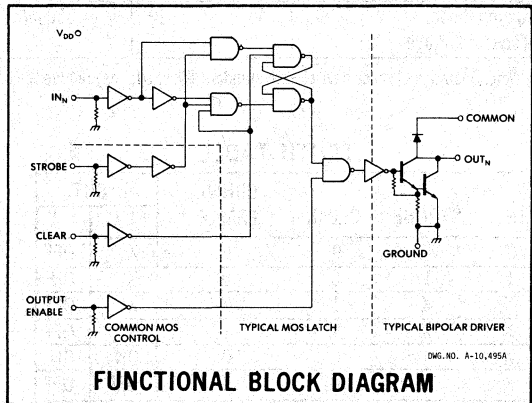 VDD
INN
STROBE
CLEAR
OUTPUT
ENABLE
COMMON MOS
CONTROL
TYPICAL MOS LATCH
TYPICAL BIPOLAR DRIVER
COMMON
OUTN
GROUND
DWG.NO. A-10,495A
FUNCTIONAL BLOCK DIAGRAM